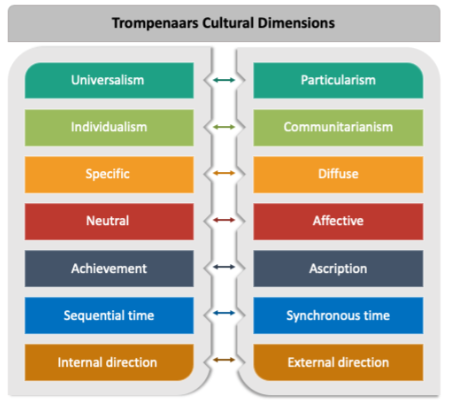 Trompenaars Cultural Dimensions
Universalism
Particularism
Individualism
Communitarianism
Specific
Diffuse
Neutral
Affective
Achievement
Ascription
Sequential time
Synchronous time
Internal direction
External direction